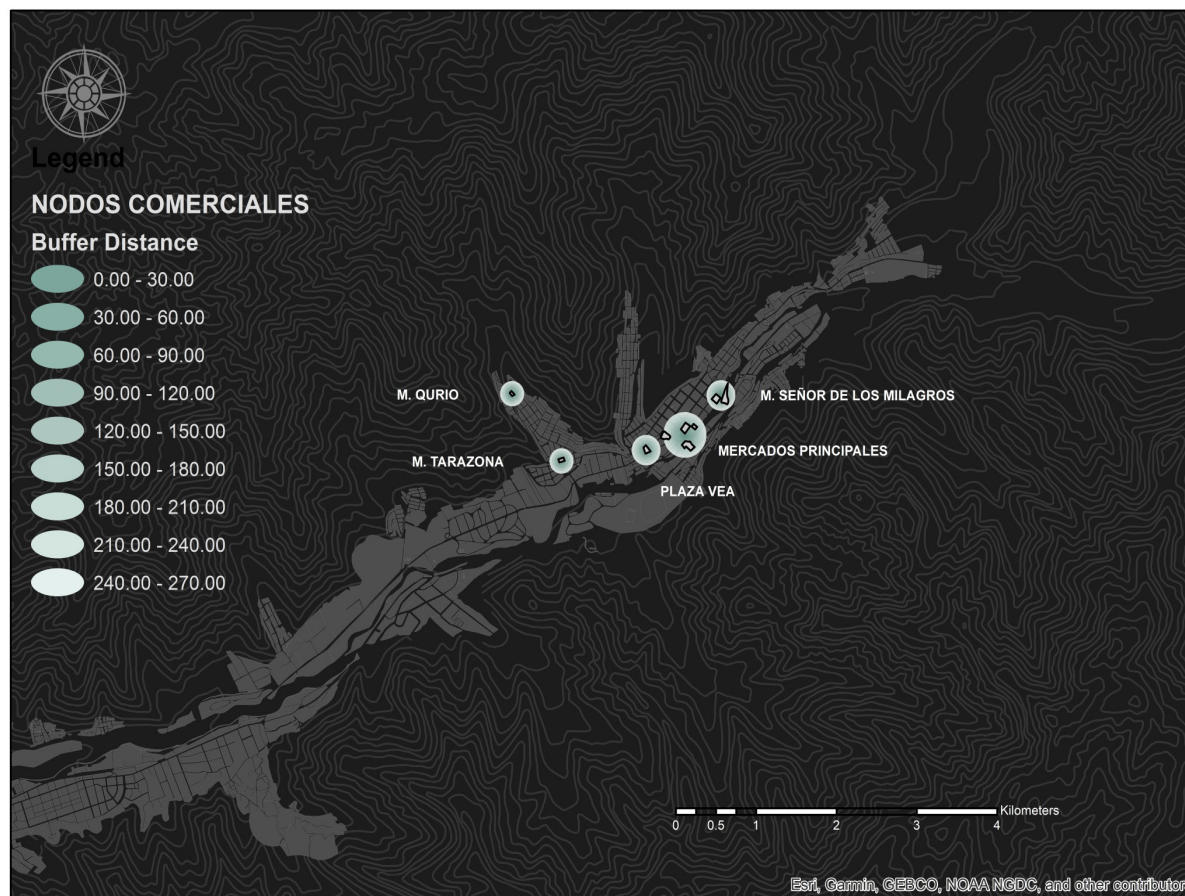 Legend
NODOS COMERCIALES
Buffer Distance
0.00 - 30.00
30.00 - 60.00
60.00 - 90.00
90.00 - 120.00
120.00 - 150.00
150.00 - 180.00
180.00 - 210.00
210.00 - 240.00
240.00 - 270.00
M. QURIO
M. SEÑOR DE LOS MILAGROS
MERCADOS PRINCIPALES
M. TARAZONA
PLAZA VEA
Kilometers
0 0.5 1 2 3 4
Esri, Garmin, GEBCO, NOAA NGDC, and other contributor